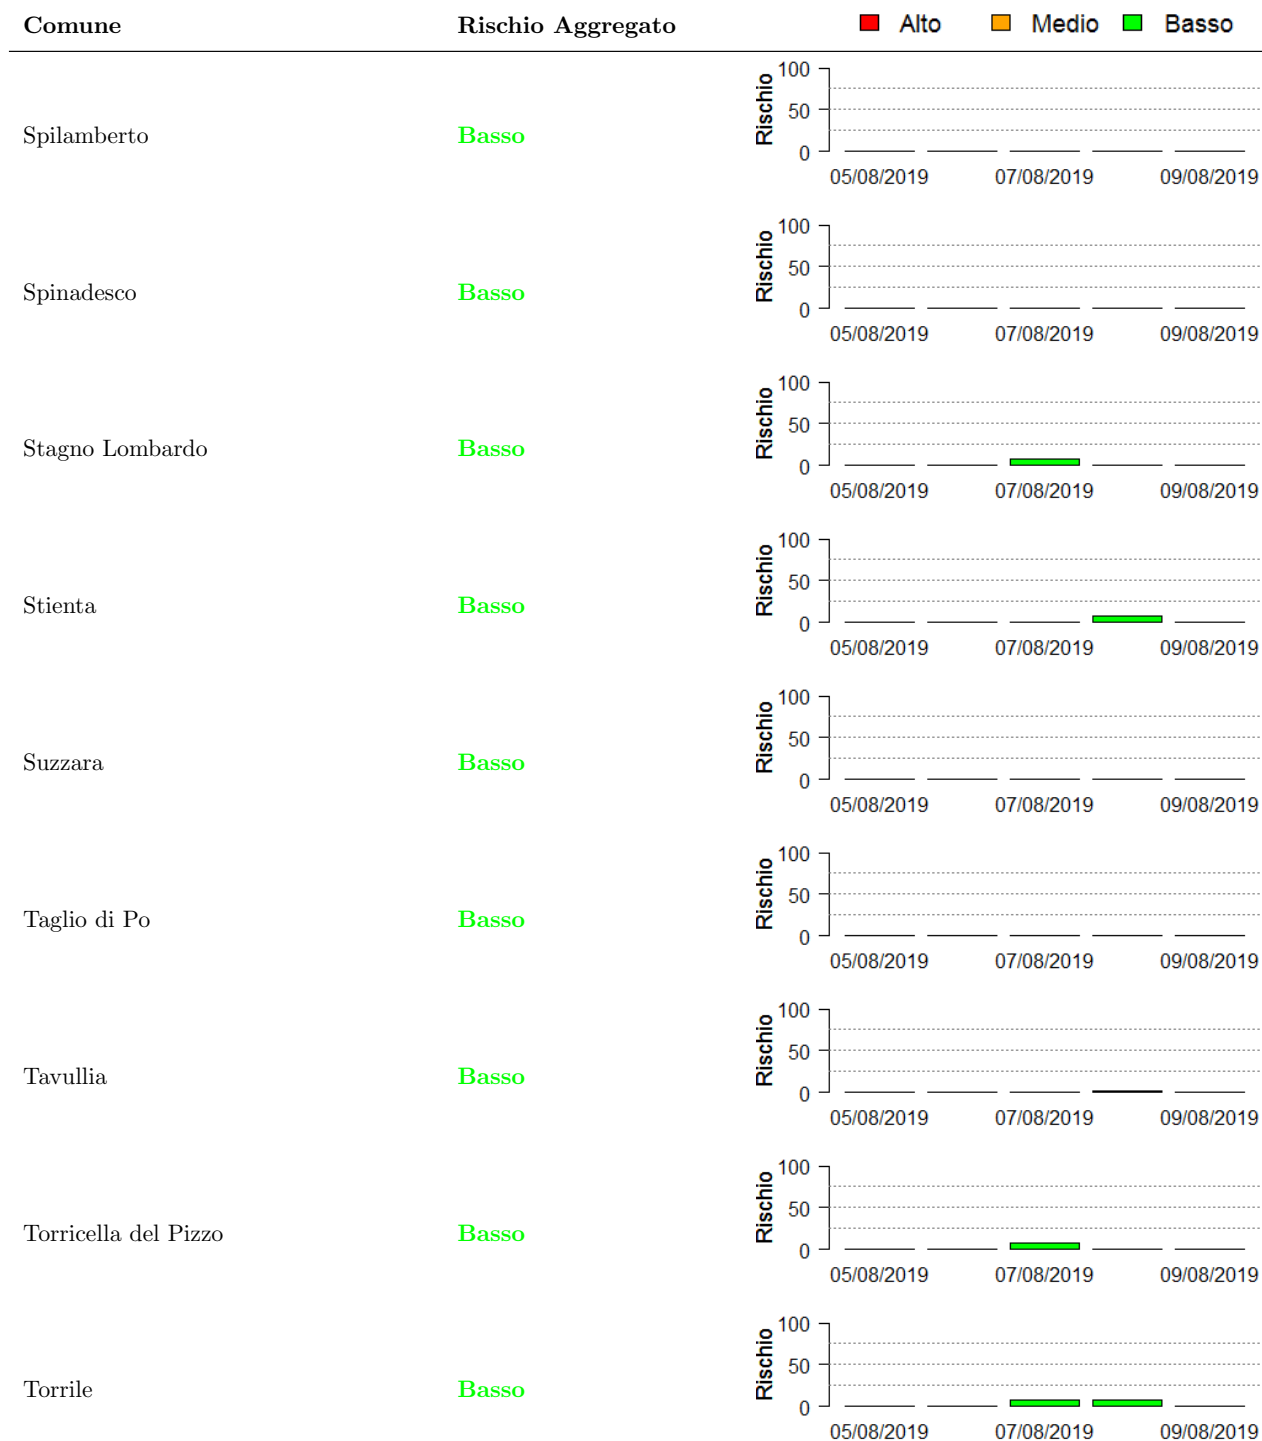 Comune Rischio Aggregato Alto Medio Basso
100
50
0
Rischio
Spilamberto Basso
05/08/2019 07/08/2019 09/08/2019
100
50
0
Rischio
Spinadesco Basso
05/08/2019 07/08/2019 09/08/2019
100
50
0
Rischio
Stagno Lombardo Basso
05/08/2019 07/08/2019 09/08/2019
100
50
0
Rischio
Stienta Basso
05/08/2019 07/08/2019 09/08/2019
100
50
0
Rischio
Suzzara Basso
05/08/2019 07/08/2019 09/08/2019
100
50
0
Rischio
Taglio di Po Basso
05/08/2019 07/08/2019 09/08/2019
100
50
0
Rischio
Tavullia Basso
05/08/2019 07/08/2019 09/08/2019
100
50
0
Rischio
Torricella del Pizzo Basso
05/08/2019 07/08/2019 09/08/2019
100
50
0
Rischio
Torrile Basso
05/08/2019 07/08/2019 09/08/2019